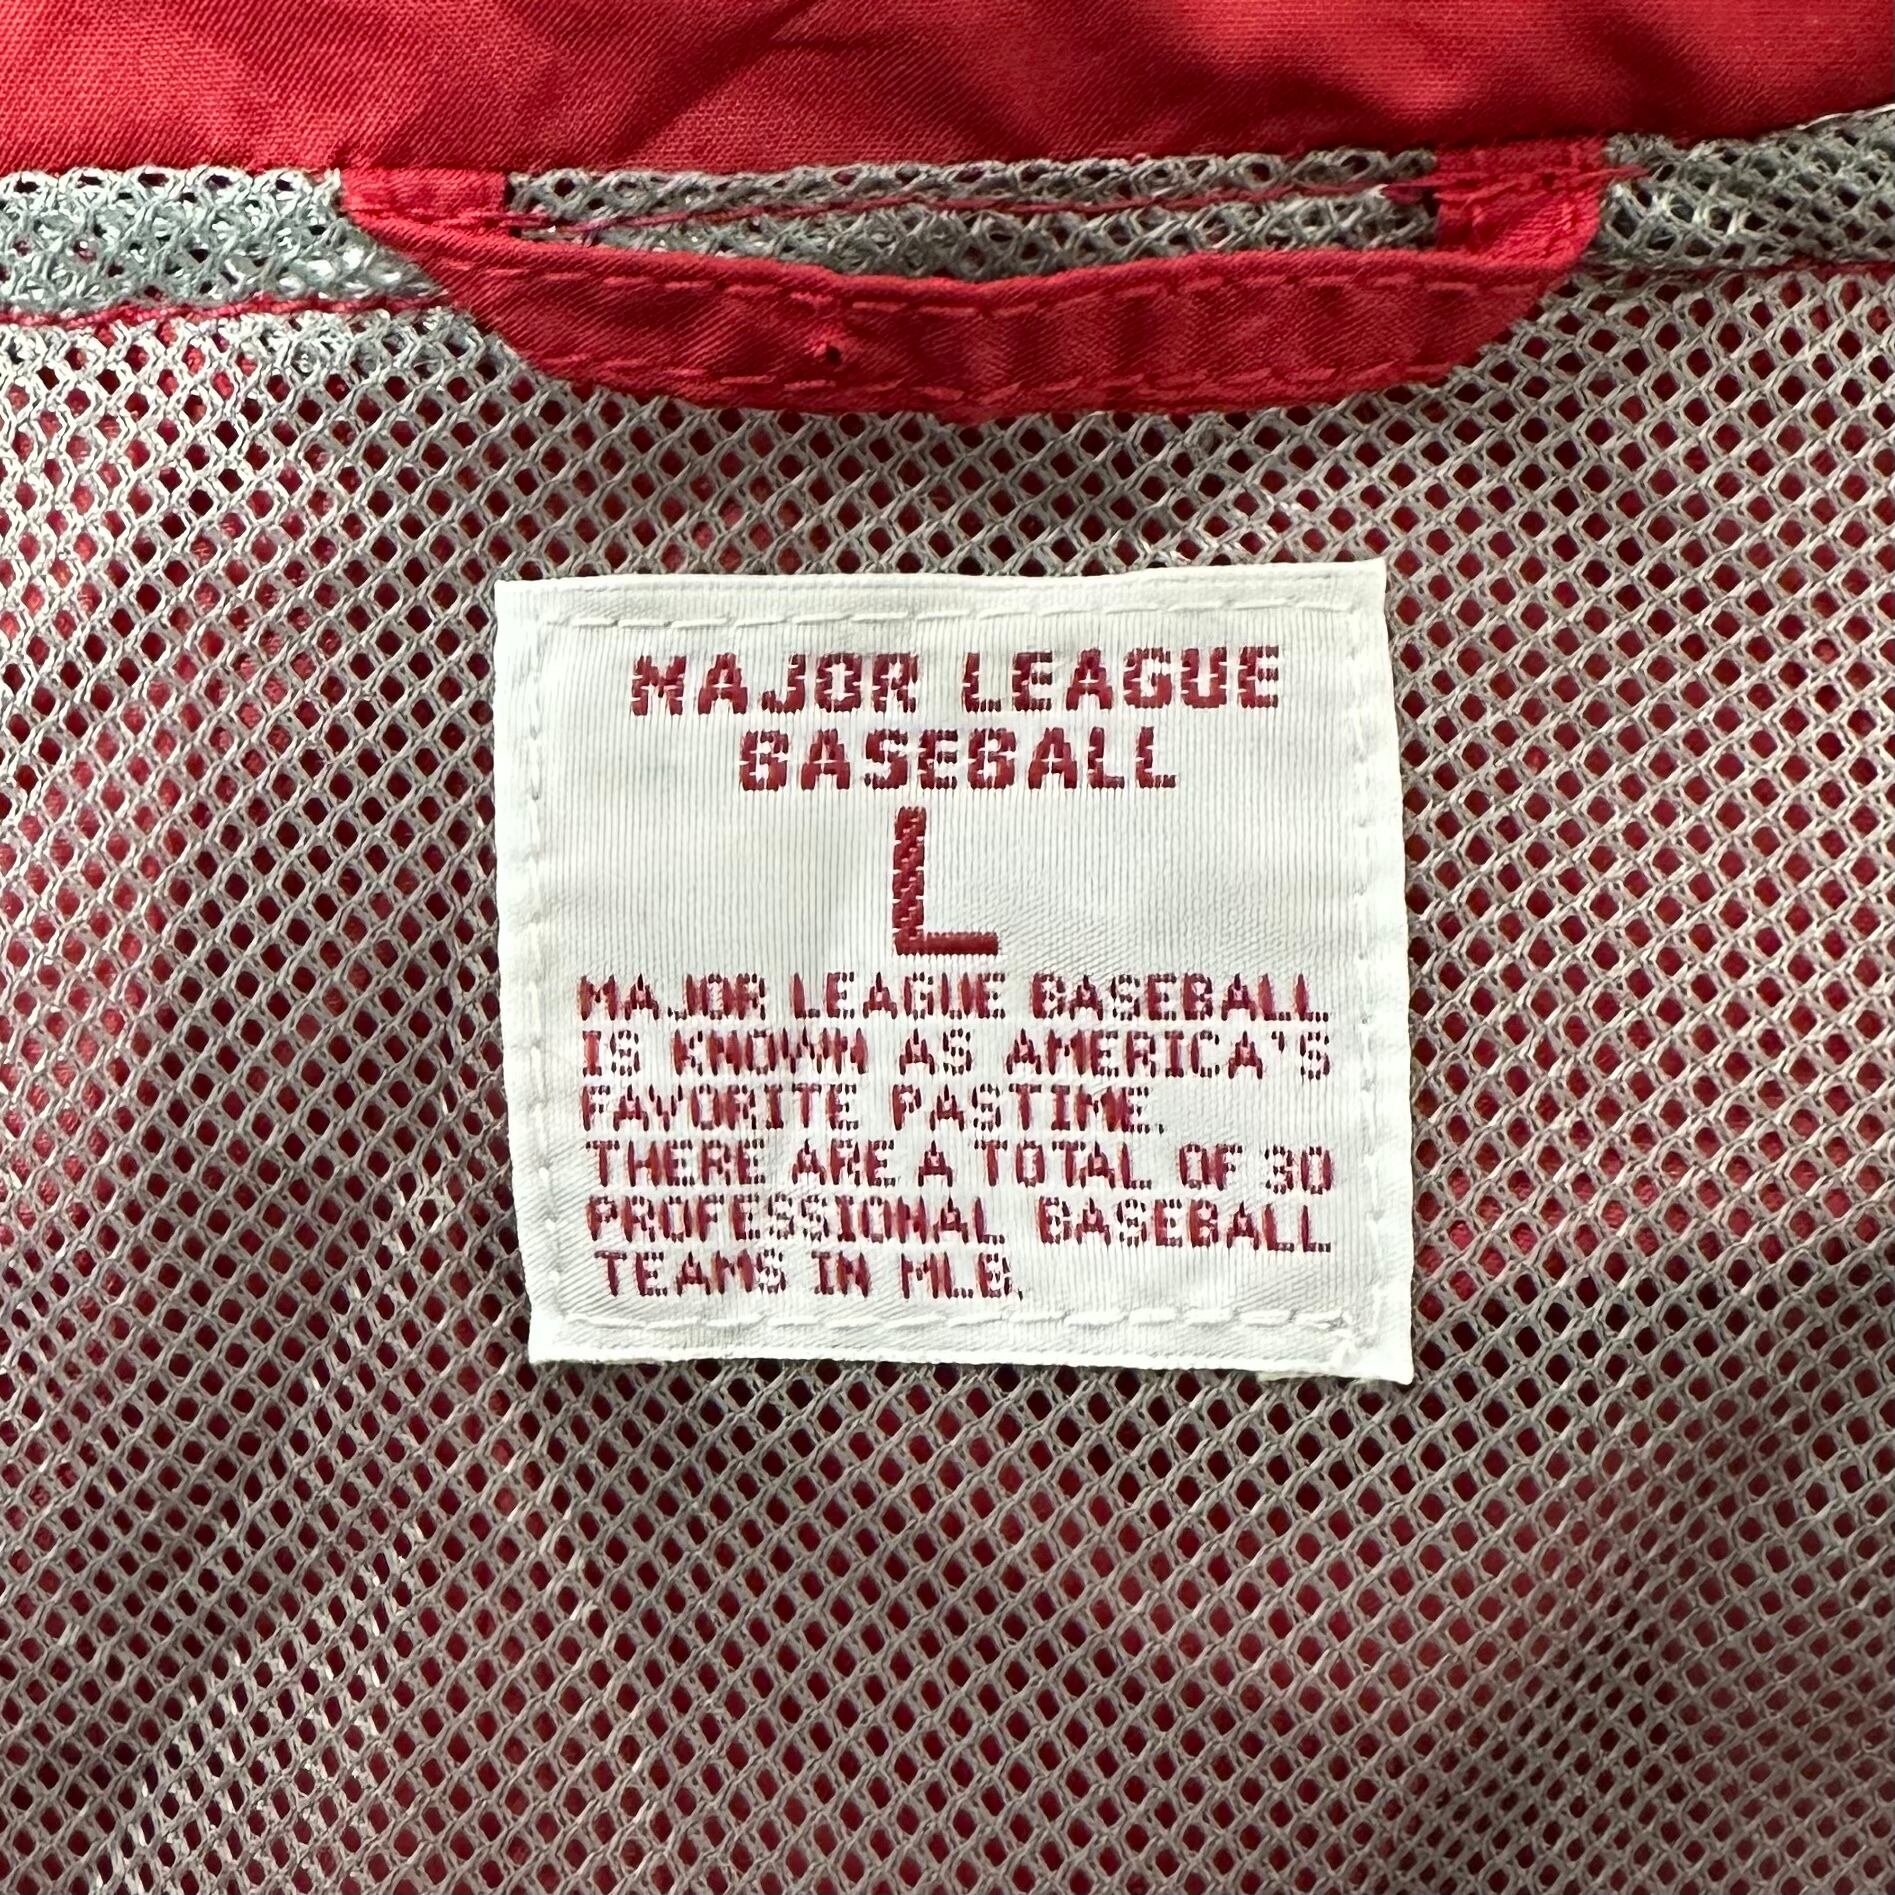 MAJOR LEAGUE
BASEBALL
L
MAJOR LEAGUE BASEBALL
IS KNOWN AS AMERICA'S
FAVORITE PASTIME.
THERE ARE A TOTAL OF 30
PROFESSIONAL BASEBALL
TEAMS IN MLB.